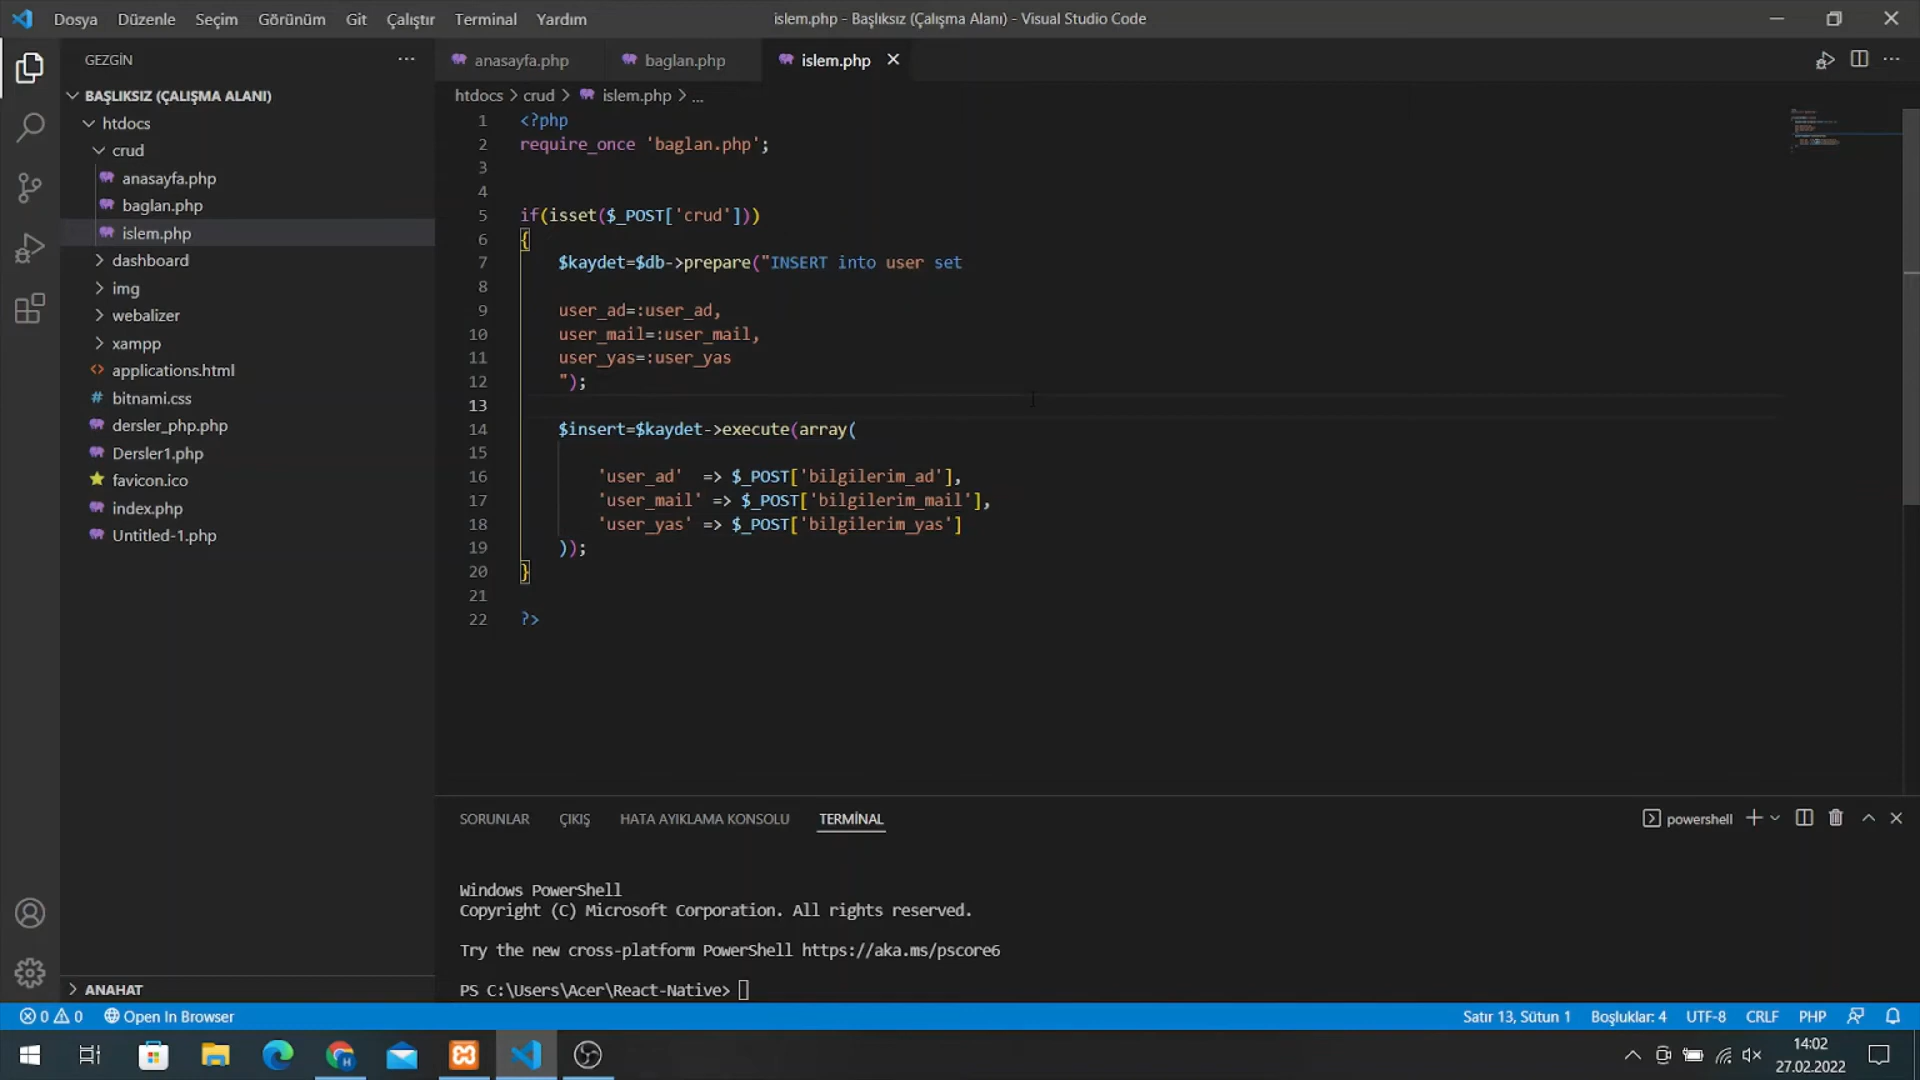 Dosya Düzenle Seçim Görünüm Git Çalıştır Terminal Yardım
islem.php - Başlıksız (Çalışma Alanı) - Visual Studio Code
GEZGİN
BAŞLIKSIZ (ÇALIŞMA ALANI)
htdocs
crud
anasayfa.php
baglan.php
islem.php
dashboard
img
webalizer
xampp
applications.html
bitnami.css
dersler_php.php
Dersler1.php
favicon.ico
index.php
Untitled-1.php
ANAHAT
anasayfa.php baglan.php islem.php
htdocs > crud > islem.php > ...
1 <?php
2 require_once 'baglan.php';
3
4
5 if(isset($_POST['crud']))
6 {
7 $kaydet=$db->prepare("INSERT into user set
8
9 user_ad=:user_ad,
10 user_mail=:user_mail,
11 user_yas=:user_yas
12 ");
13
14 $insert=$kaydet->execute(array(
15
16 'user_ad' => $_POST['bilgilerim_ad'],
17 'user_mail' => $_POST['bilgilerim_mail'],
18 'user_yas' => $_POST['bilgilerim_yas']
19 ));
20 }
21
22 ?>
SORUNLAR ÇIKIŞ HATA AYIKLAMA KONSOLU TERMİNAL
powershell
Windows PowerShell
Copyright (C) Microsoft Corporation. All rights reserved.
Try the new cross-platform PowerShell https://aka.ms/pscore6
PS C:\Users\Acer\React-Native>
0 0 Open In Browser
Satır 13, Sütun 1 Boşluklar: 4 UTF-8 CRLF PHP
14:02
27.02.2022